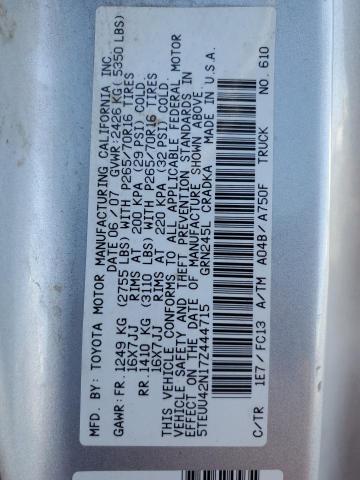 MFD. BY: TOYOTA MOTOR MANUFACTURING CALIFORNIA INC.
DATE 06 / 07 GVWR:2426 KG( 5350 LBS)
GAWR:FR.1249 KG (2755 LBS) WITH P265/70R16 TIRES
16X7JJ RIMS AT 200 KPA (29 PSI) COLD.
RR.1410 KG (3110 LBS) WITH P265/70R16 TIRES
16X7JJ RIMS AT 220 KPA (32 PSI) COLD.
THIS VEHICLE CONFORMS TO ALL APPLICABLE FEDERAL MOTOR
VEHICLE SAFETY AND THEFT PREVENTION STANDARDS IN
EFFECT ON THE DATE OF MANUFACTURE SHOWN ABOVE
5TEUU42N17Z444715 GRN245L CRADKA MADE IN U.S.A.
1E7 / FC13 A04B/ A750F TRUCK NO. 610
C/TR A/TM